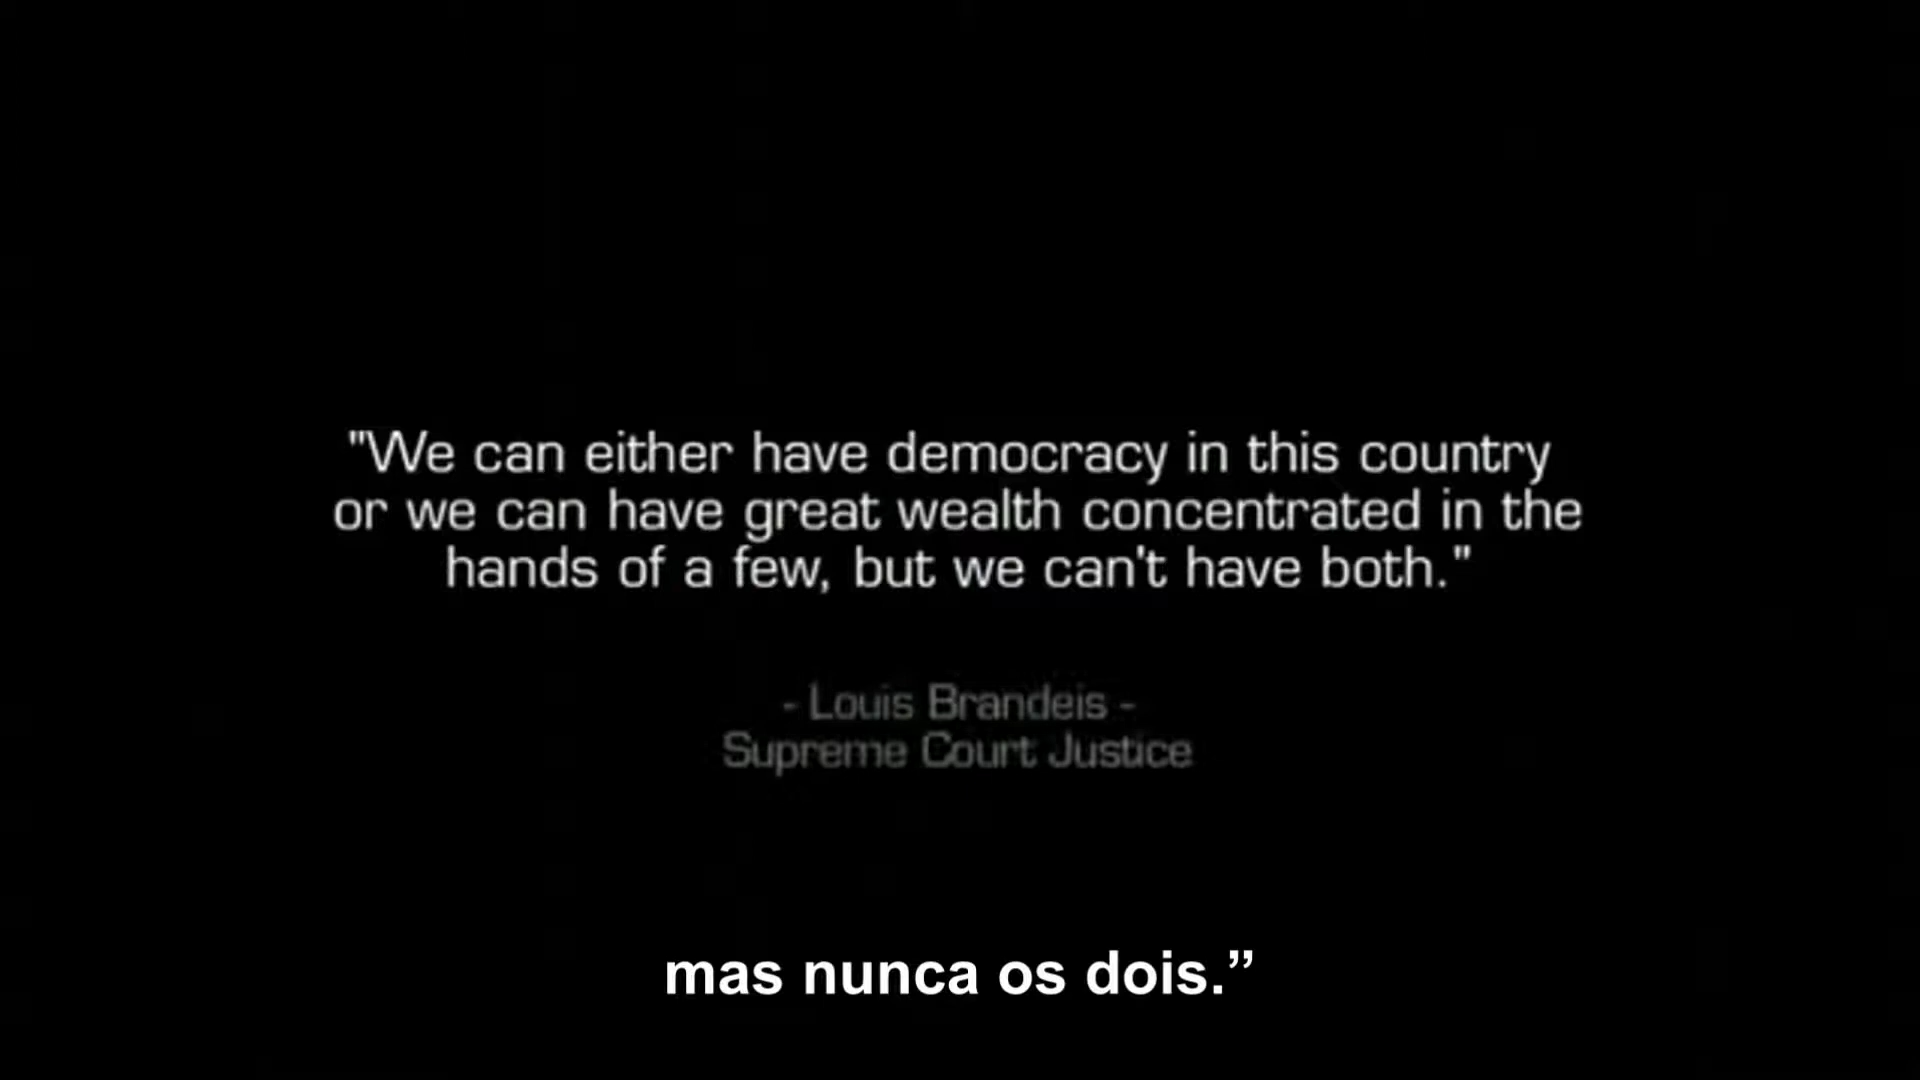 "We can either have democracy in this country
or we can have great wealth concentrated in the
hands of a few, but we can't have both."
- Louis Brandeis -
Supreme Court Justice
mas nunca os dois.”